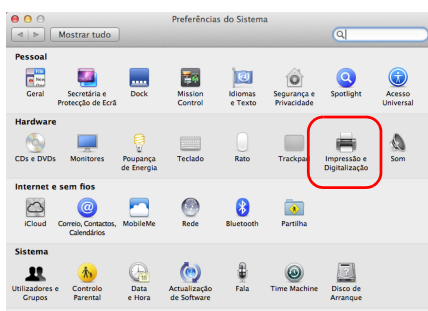 Preferências do Sistema
Mostrar tudo
Pessoal
Geral
Secretária e
Protecção de Ecrã
Dock
Mission
Control
Idiomas
e Texto
Segurança e
Privacidade
Spotlight
Acesso
Universal
Hardware
CDs e DVDs
Monitores
Poupança
de Energia
Teclado
Rato
Trackpad
Impressão e
Digitalização
Som
Internet e sem fios
iCloud
Correio, Contactos,
Calendários
MobileMe
Rede
Bluetooth
Partilha
Sistema
Utilizadores e
Grupos
Controlo
Parental
Data
e Hora
Actualização
de Software
Fala
Time Machine
Disco de
Arranque